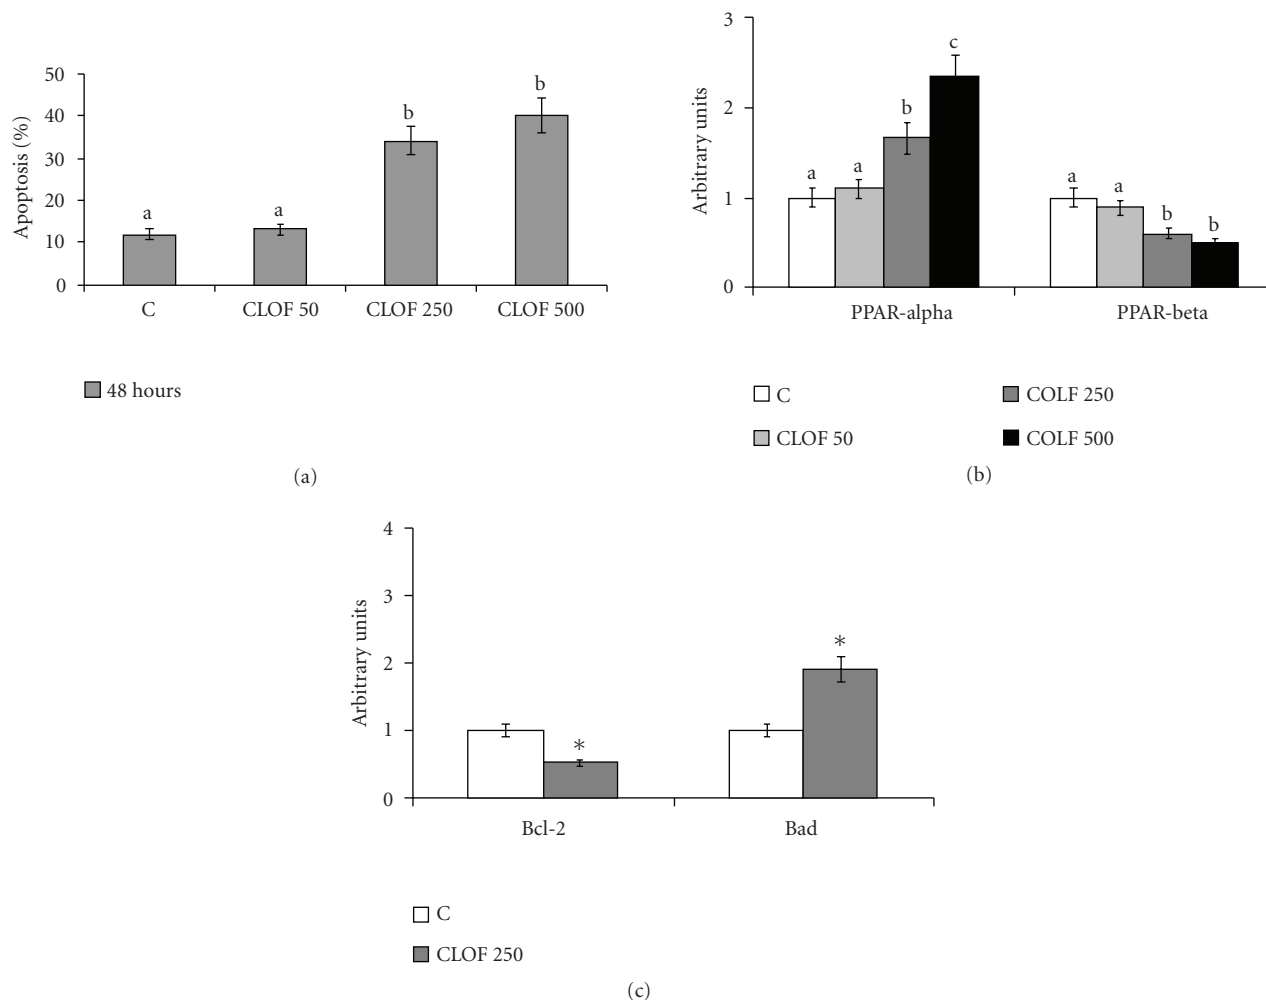 50
40
30
20
10
0
Apoptosis (%)
a
a
b
b
C
CLOF 50
CLOF 250
CLOF 500
48 hours
(a)
3
2
1
0
Arbitrary units
a
a
b
c
a
a
b
b
PPAR-alpha
PPAR-beta
C
COLF 250
CLOF 50
COLF 500
(b)
4
3
2
1
0
Arbitrary units
*
*
Bcl-2
Bad
C
CLOF 250
(c)